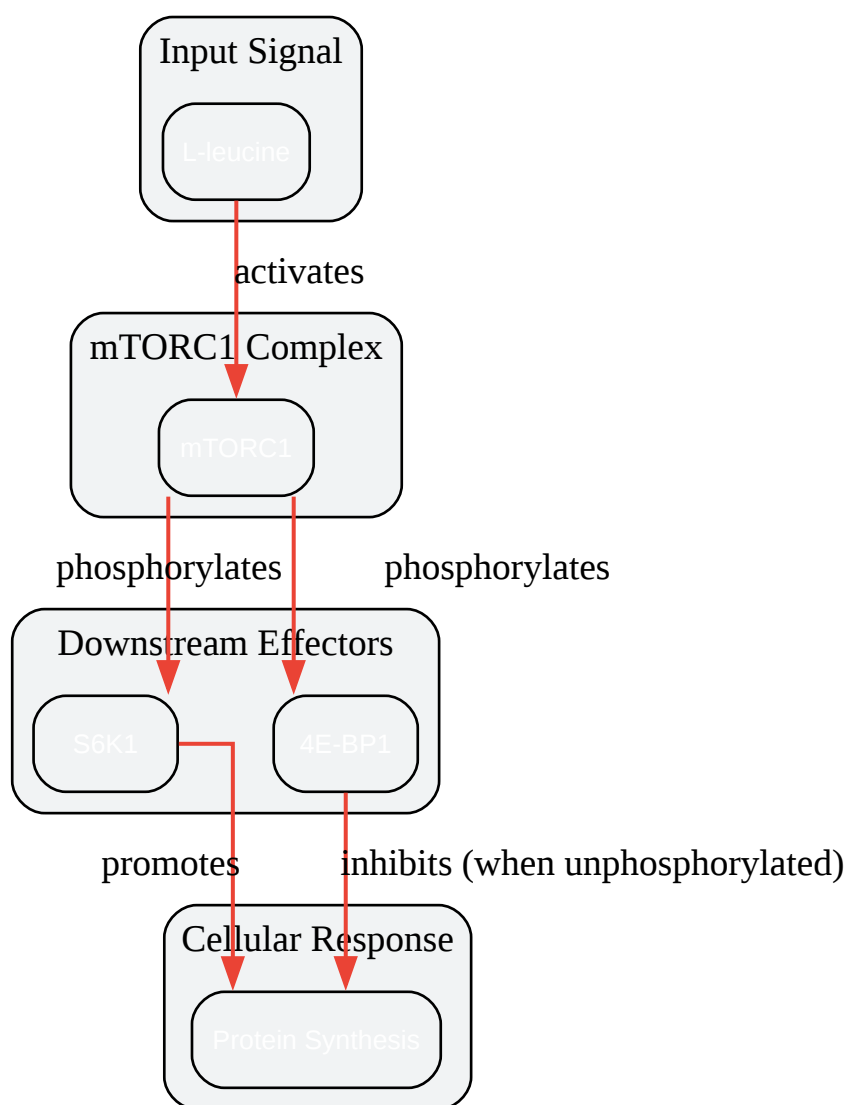 Input Signal
L-leucine
activates
mTORC1 Complex
mTORC1
phosphorylates
phosphorylates
Downstream Effectors
S6K1
4E-BP1
promotes
inhibits (when unphosphorylated)
Cellular Response
Protein Synthesis